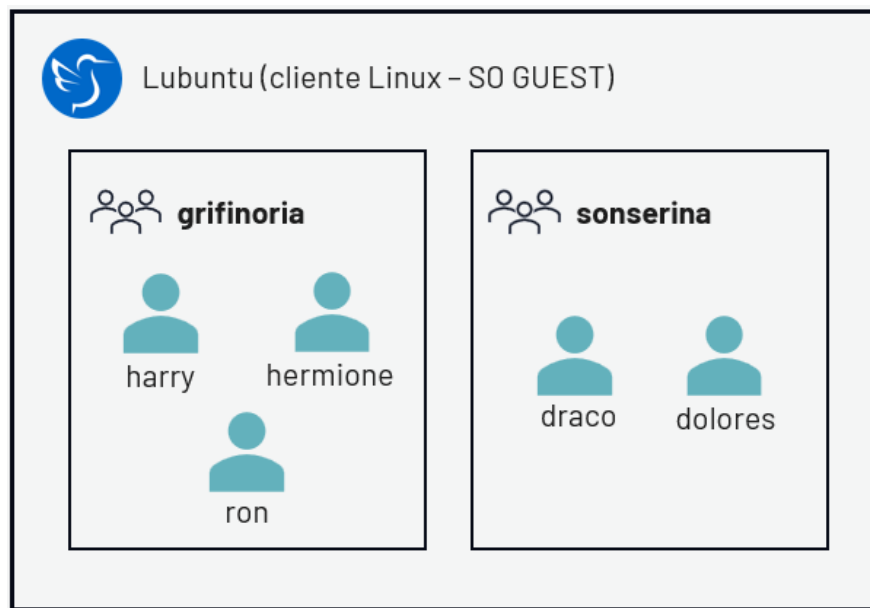 Lubuntu (cliente Linux – SO GUEST)
grifinoria
harry
hermione
ron
sonserina
draco
dolores